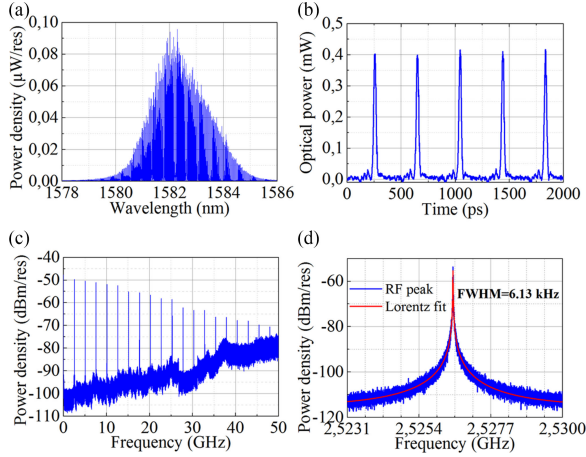 (a)
0,10
0,08
0,06
0,04
0,02
0,00
Power density (µW/res)
1578 1580 1582 1584 1586
Wavelength (nm)
(b)
0,5
0,4
0,3
0,2
0,1
0,0
Optical power (mW)
0 500 1000 1500 2000
Time (ps)
(c)
-40
-50
-60
-70
-80
-90
-100
-110
Power density (dBm/res)
0 10 20 30 40 50
Frequency (GHz)
(d)
-60
-80
-100
-120
Power density (dBm/res)
RF peak
Lorentz fit
FWHM=6.13 kHz
2,5231 2,5254 2,5277 2,5300
Frequency (GHz)